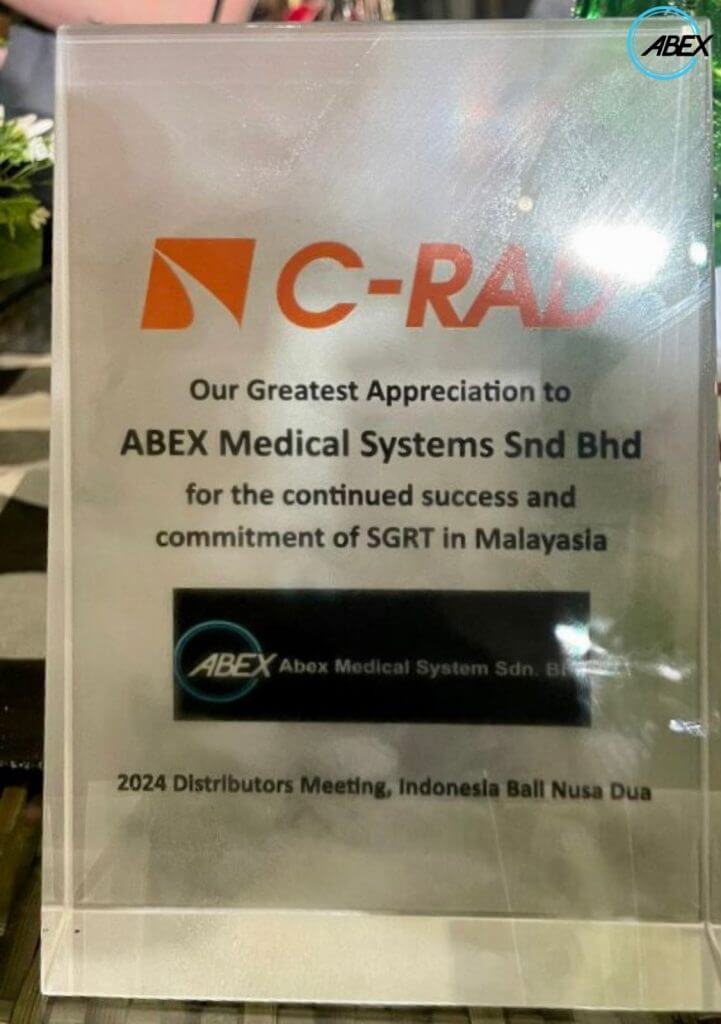 ABEX
C-RAD
Our Greatest Appreciation to
ABEX Medical Systems Snd Bhd
for the continued success and
commitment of SGRT in Malayasia
ABEX Abex Medical System Sdn.
2024 Distributors Meeting, Indonesia Bali Nusa Dua